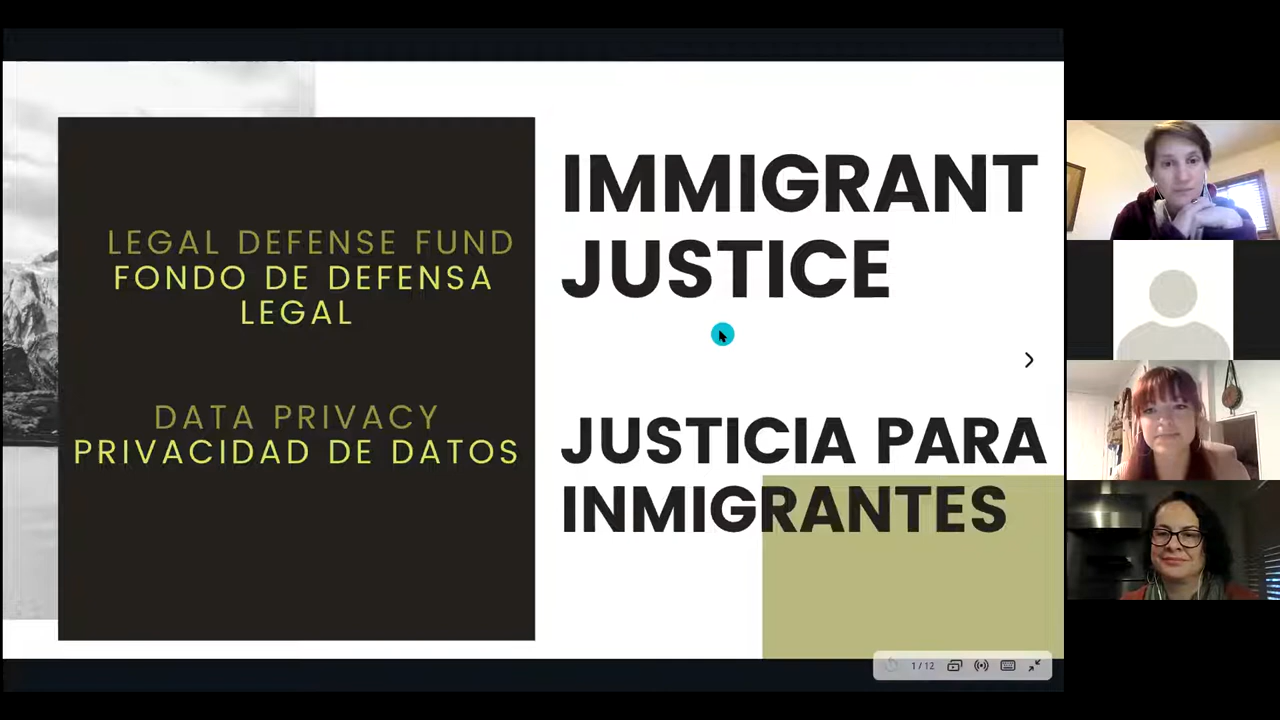 LEGAL DEFENSE FUND
FONDO DE DEFENSA
LEGAL
DATA PRIVACY
PRIVACIDAD DE DATOS
IMMIGRANT
JUSTICE
JUSTICIA PARA
INMIGRANTES
1/12